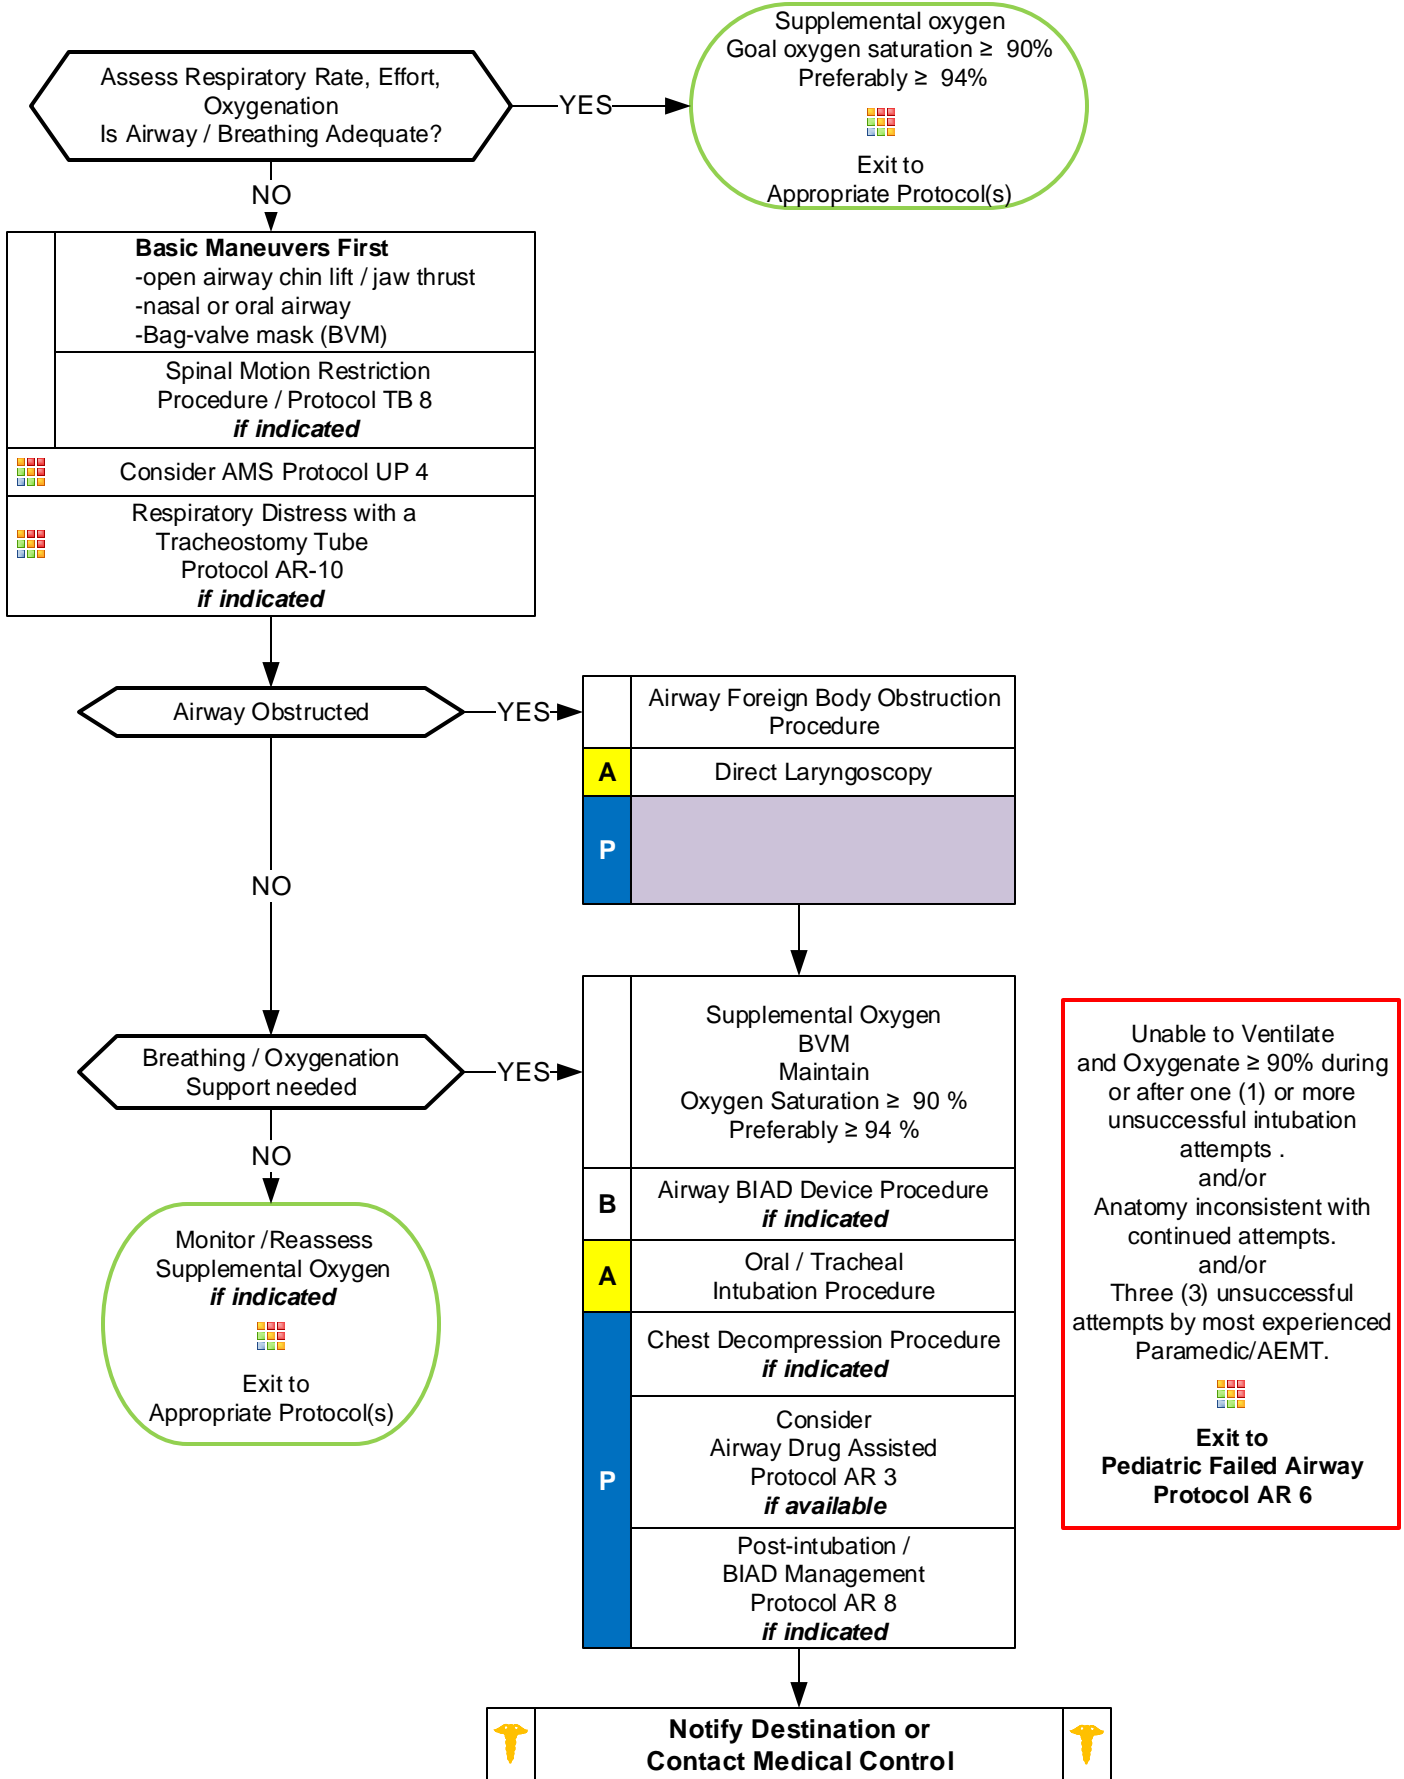 Assess Respiratory Rate, Effort,
Oxygenation
Is Airway / Breathing Adequate?
YES
Supplemental oxygen
Goal oxygen saturation ≥ 90%
Preferably ≥ 94%
Exit to
Appropriate Protocol(s)
NO
Basic Maneuvers First
-open airway chin lift / jaw thrust
-nasal or oral airway
-Bag-valve mask (BVM)
Spinal Motion Restriction
Procedure / Protocol TB 8
if indicated
Consider AMS Protocol UP 4
Respiratory Distress with a
Tracheostomy Tube
Protocol AR-10
if indicated
Airway Obstructed
YES
Airway Foreign Body Obstruction
Procedure
A
Direct Laryngoscopy
P
NO
Breathing / Oxygenation
Support needed
YES
Supplemental Oxygen
BVM
Maintain
Oxygen Saturation ≥ 90 %
Preferably ≥ 94 %
B
Airway BIAD Device Procedure
if indicated
A
Oral / Tracheal
Intubation Procedure
P
Chest Decompression Procedure
if indicated
Consider
Airway Drug Assisted
Protocol AR 3
if available
Post-intubation /
BIAD Management
Protocol AR 8
if indicated
NO
Monitor /Reassess
Supplemental Oxygen
if indicated
Exit to
Appropriate Protocol(s)
Unable to Ventilate
and Oxygenate ≥ 90% during
or after one (1) or more
unsuccessful intubation
attempts .
and/or
Anatomy inconsistent with
continued attempts.
and/or
Three (3) unsuccessful
attempts by most experienced
Paramedic/AEMT.
Exit to
Pediatric Failed Airway
Protocol AR 6
Notify Destination or
Contact Medical Control